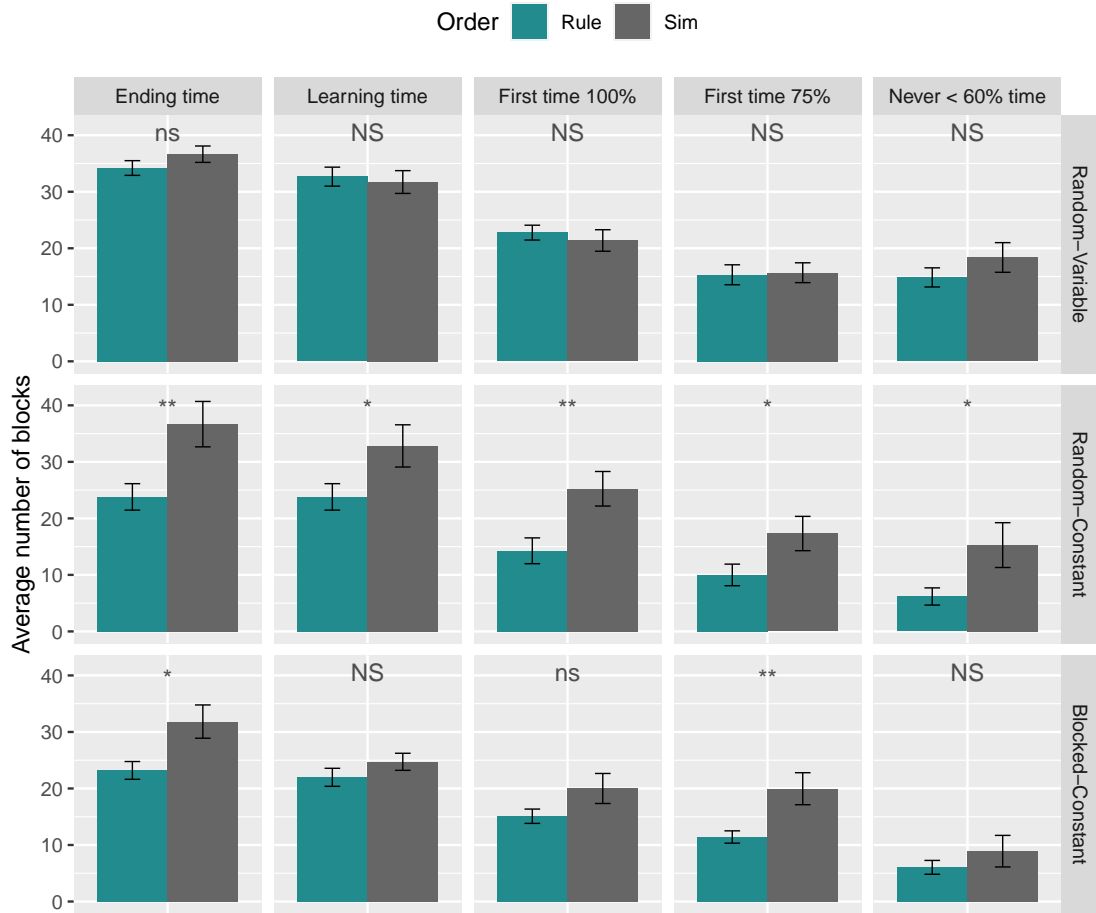 Order Rule Sim
Ending time Learning time First time 100% First time 75% Never < 60% time
ns NS NS NS NS
40
30
20
10
0
Random−Variable
** * ** * *
40
30
20
10
0
Random−Constant
Average number of blocks
* NS ns ** NS
40
30
20
10
0
Blocked−Constant